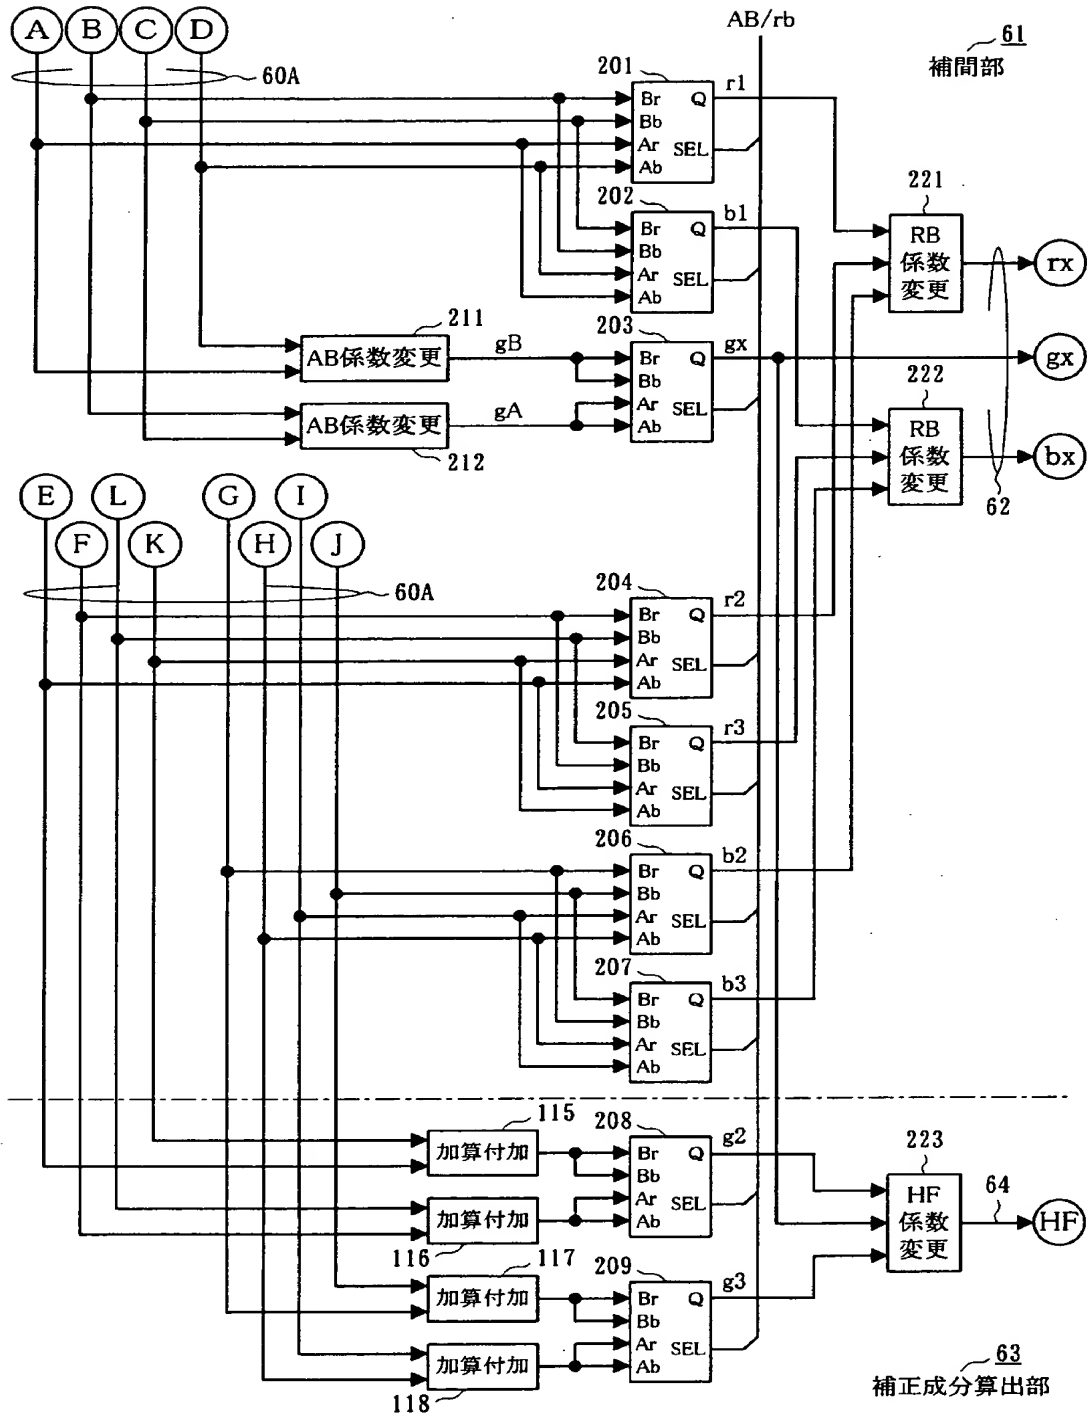 A B C D
AB/rb
61
補間部
60A
201
Br Q r1
Bb
Ar SEL
Ab
202
Br Q b1
Bb
Ar SEL
Ab
221
RB
係数
変更
rx
211
AB係数変更
gB
203
Br Q gx
Bb
Ar SEL
Ab
gx
AB係数変更
gA
212
222
RB
係数
変更
bx
62
E L G I
F K H J
60A
204
Br Q r2
Bb
Ar SEL
Ab
205
Br Q r3
Bb
Ar SEL
Ab
206
Br Q b2
Bb
Ar SEL
Ab
207
Br Q b3
Bb
Ar SEL
Ab
115
加算付加
208
Br Q g2
Bb
Ar SEL
Ab
加算付加
116
223
HF
係数
変更
64
HF
117
加算付加
209
Br Q g3
Bb
Ar SEL
Ab
加算付加
118
63
補正成分算出部